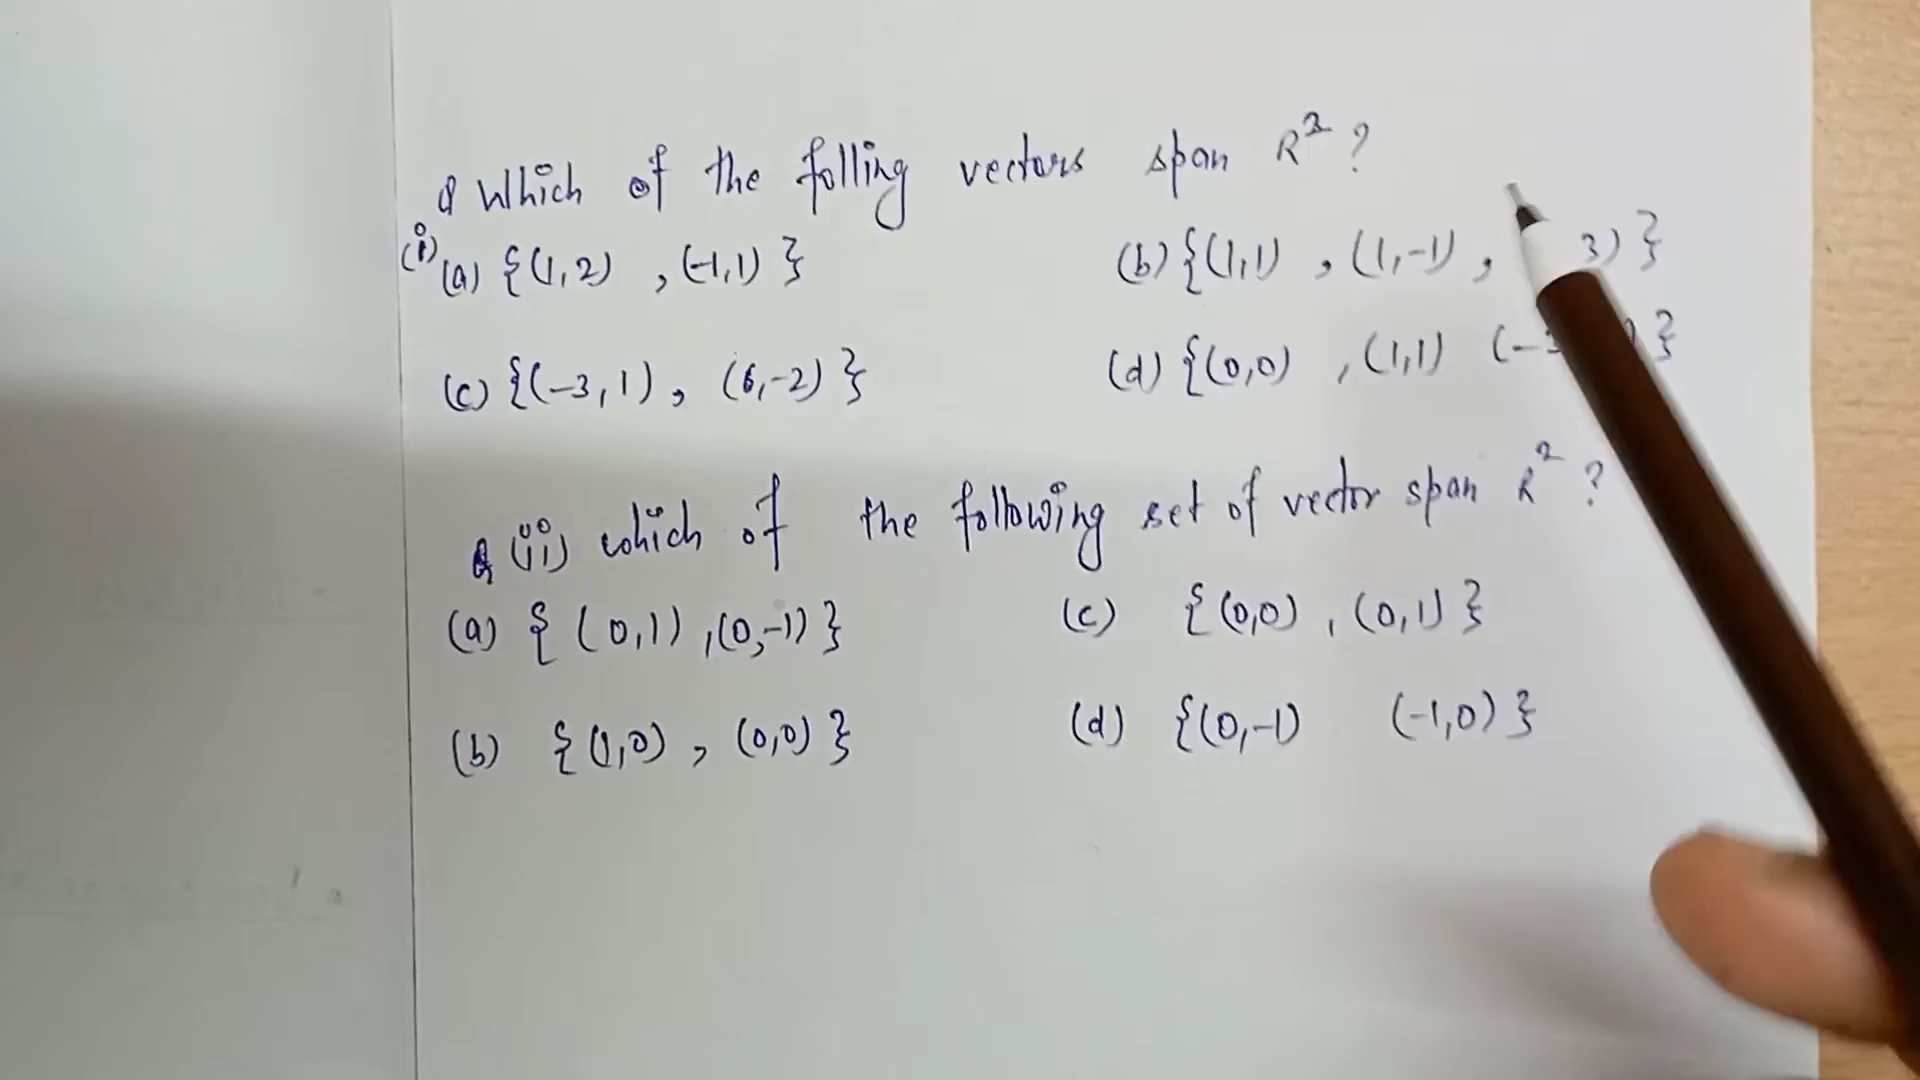 Q Which of the folling vectors span R² ?
(i) (a) {(1,2) , (-1,1) } (b) {(1,1) , (1,-1) , 3) }
(c) {(-3,1) , (6,-2) } (d) {(0,0) , (1,1) (- }
Q (ii) which of the following set of vector span R² ?
(a) { (0,1) , (0,-1) } (c) {(0,0) , (0,1) }
(b) {(1,0) , (0,0) } (d) {(0,-1) (-1,0) }